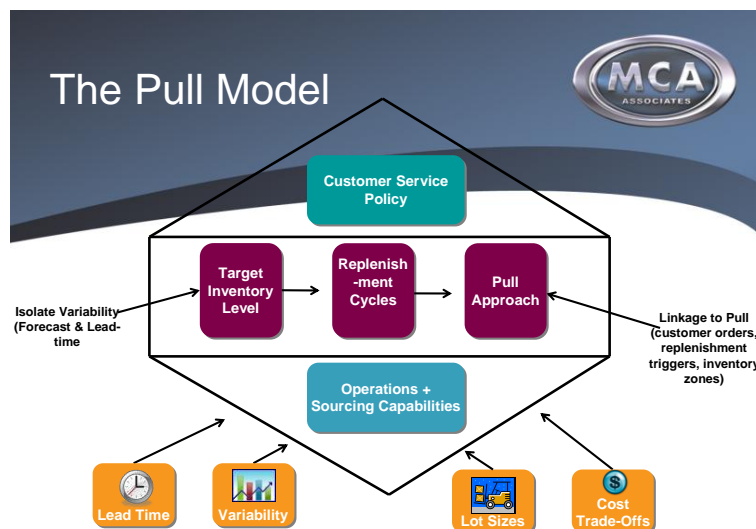 The Pull Model
MCA
ASSOCIATES
Customer Service
Policy
Target
Inventory
Level
Replenish
-ment
Cycles
Pull
Approach
Isolate Variability
(Forecast & Lead-
time
Linkage to Pull
(customer orders,
replenishment
triggers, inventory
zones)
Operations +
Sourcing Capabilities
Lead Time
Variability
Lot Sizes
$
Cost
Trade-Offs